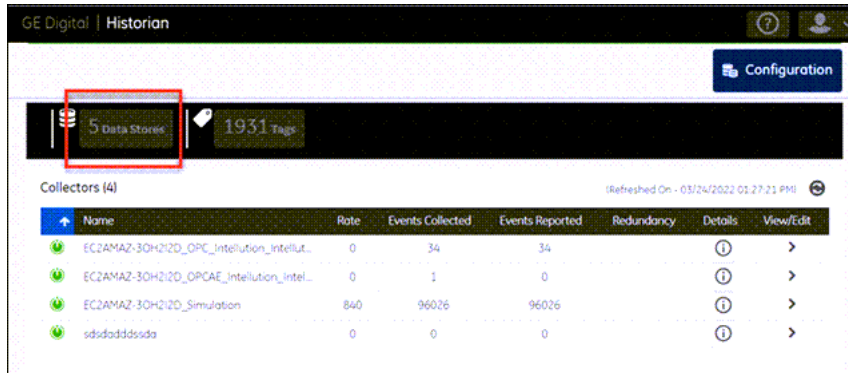 GE Digital | Historian
Configuration
5 Data Stores 1931 Tags
Collectors (4) (Refreshed On - 03/24/2022 01:27:21 PM)
Name Rate Events Collected Events Reported Redundancy Details View/Edit
EC2AMAZ-3OH2I2D_OPC_Intellution_Intellut... 0 34 34
EC2AMAZ-3OH2I2D_OPCAE_Intellution_Intel... 0 1 0
EC2AMAZ-3OH2I2D_Simulation 840 96026 96026
sdsdadddssda 0 0 0